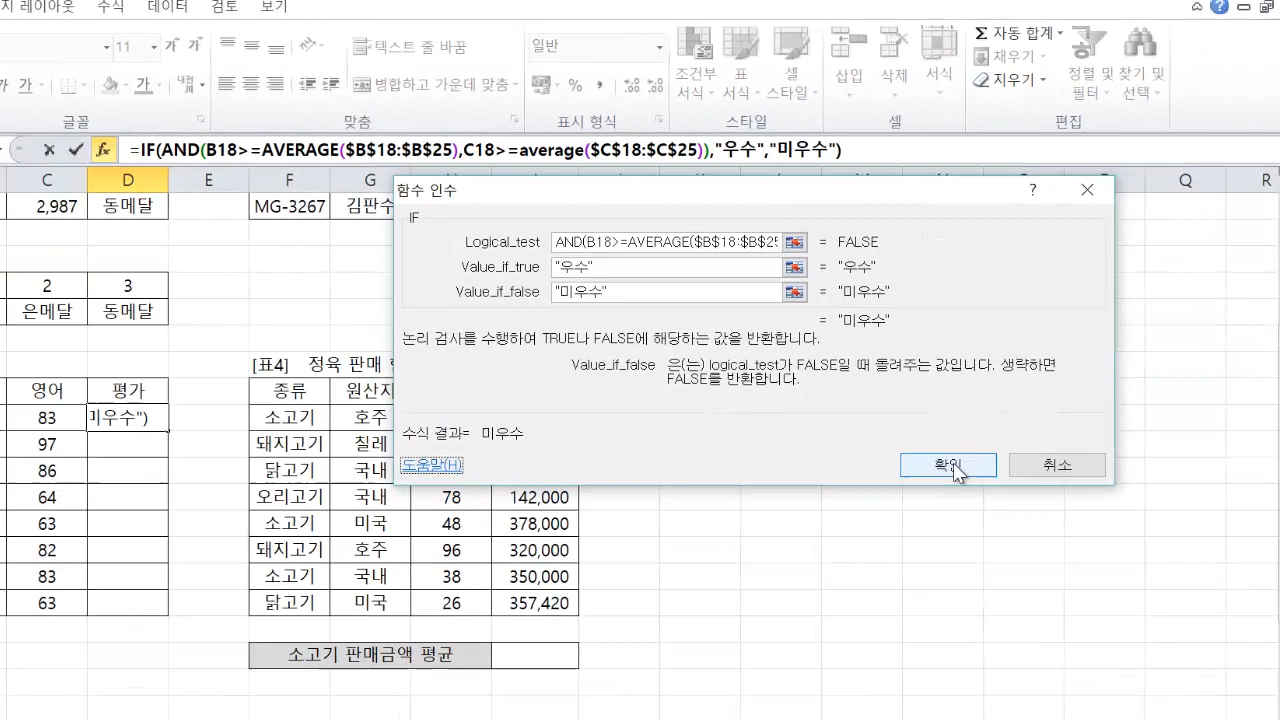 지 레이아웃 수식 데이터 검토 보기
11 가 가 텍스트 줄 바꿈 일반 Σ 자동 합계
가 가 가 내천 병합하고 가운데 맞춤 % , 조건부 서식 표 서식 셀 스타일 삽입 삭제 서식 채우기 지우기 정렬 및 필터 찾기 및 선택
글꼴 맞춤 표시 형식 스타일 셀 편집
fx =IF(AND(B18>=AVERAGE($B$18:$B$25),C18>=average($C$18:$C$25)),"우수","미우수")
C D E F G Q R
2,987 동메달 MG-3267 김판수
2 3
은메달 동메달
[표4] 정육 판매
영어 평가 종류 원산지
83 미우수") 소고기 호주
97 돼지고기 칠레
86 닭고기 국내
64 오리고기 국내 78 142,000
63 소고기 미국 48 378,000
82 돼지고기 호주 96 320,000
83 소고기 국내 38 350,000
63 닭고기 미국 26 357,420
소고기 판매금액 평균
함수 인수 ?
IF
Logical_test AND(B18>=AVERAGE($B$18:$B$25 = FALSE
Value_if_true "우수" = "우수"
Value_if_false "미우수" = "미우수"
= "미우수"
논리 검사를 수행하여 TRUE나 FALSE에 해당하는 값을 반환합니다.
Value_if_false 은(는) logical_test가 FALSE일 때 돌려주는 값입니다. 생략하면
FALSE를 반환합니다.
수식 결과= 미우수
도움말(H) 확인 취소